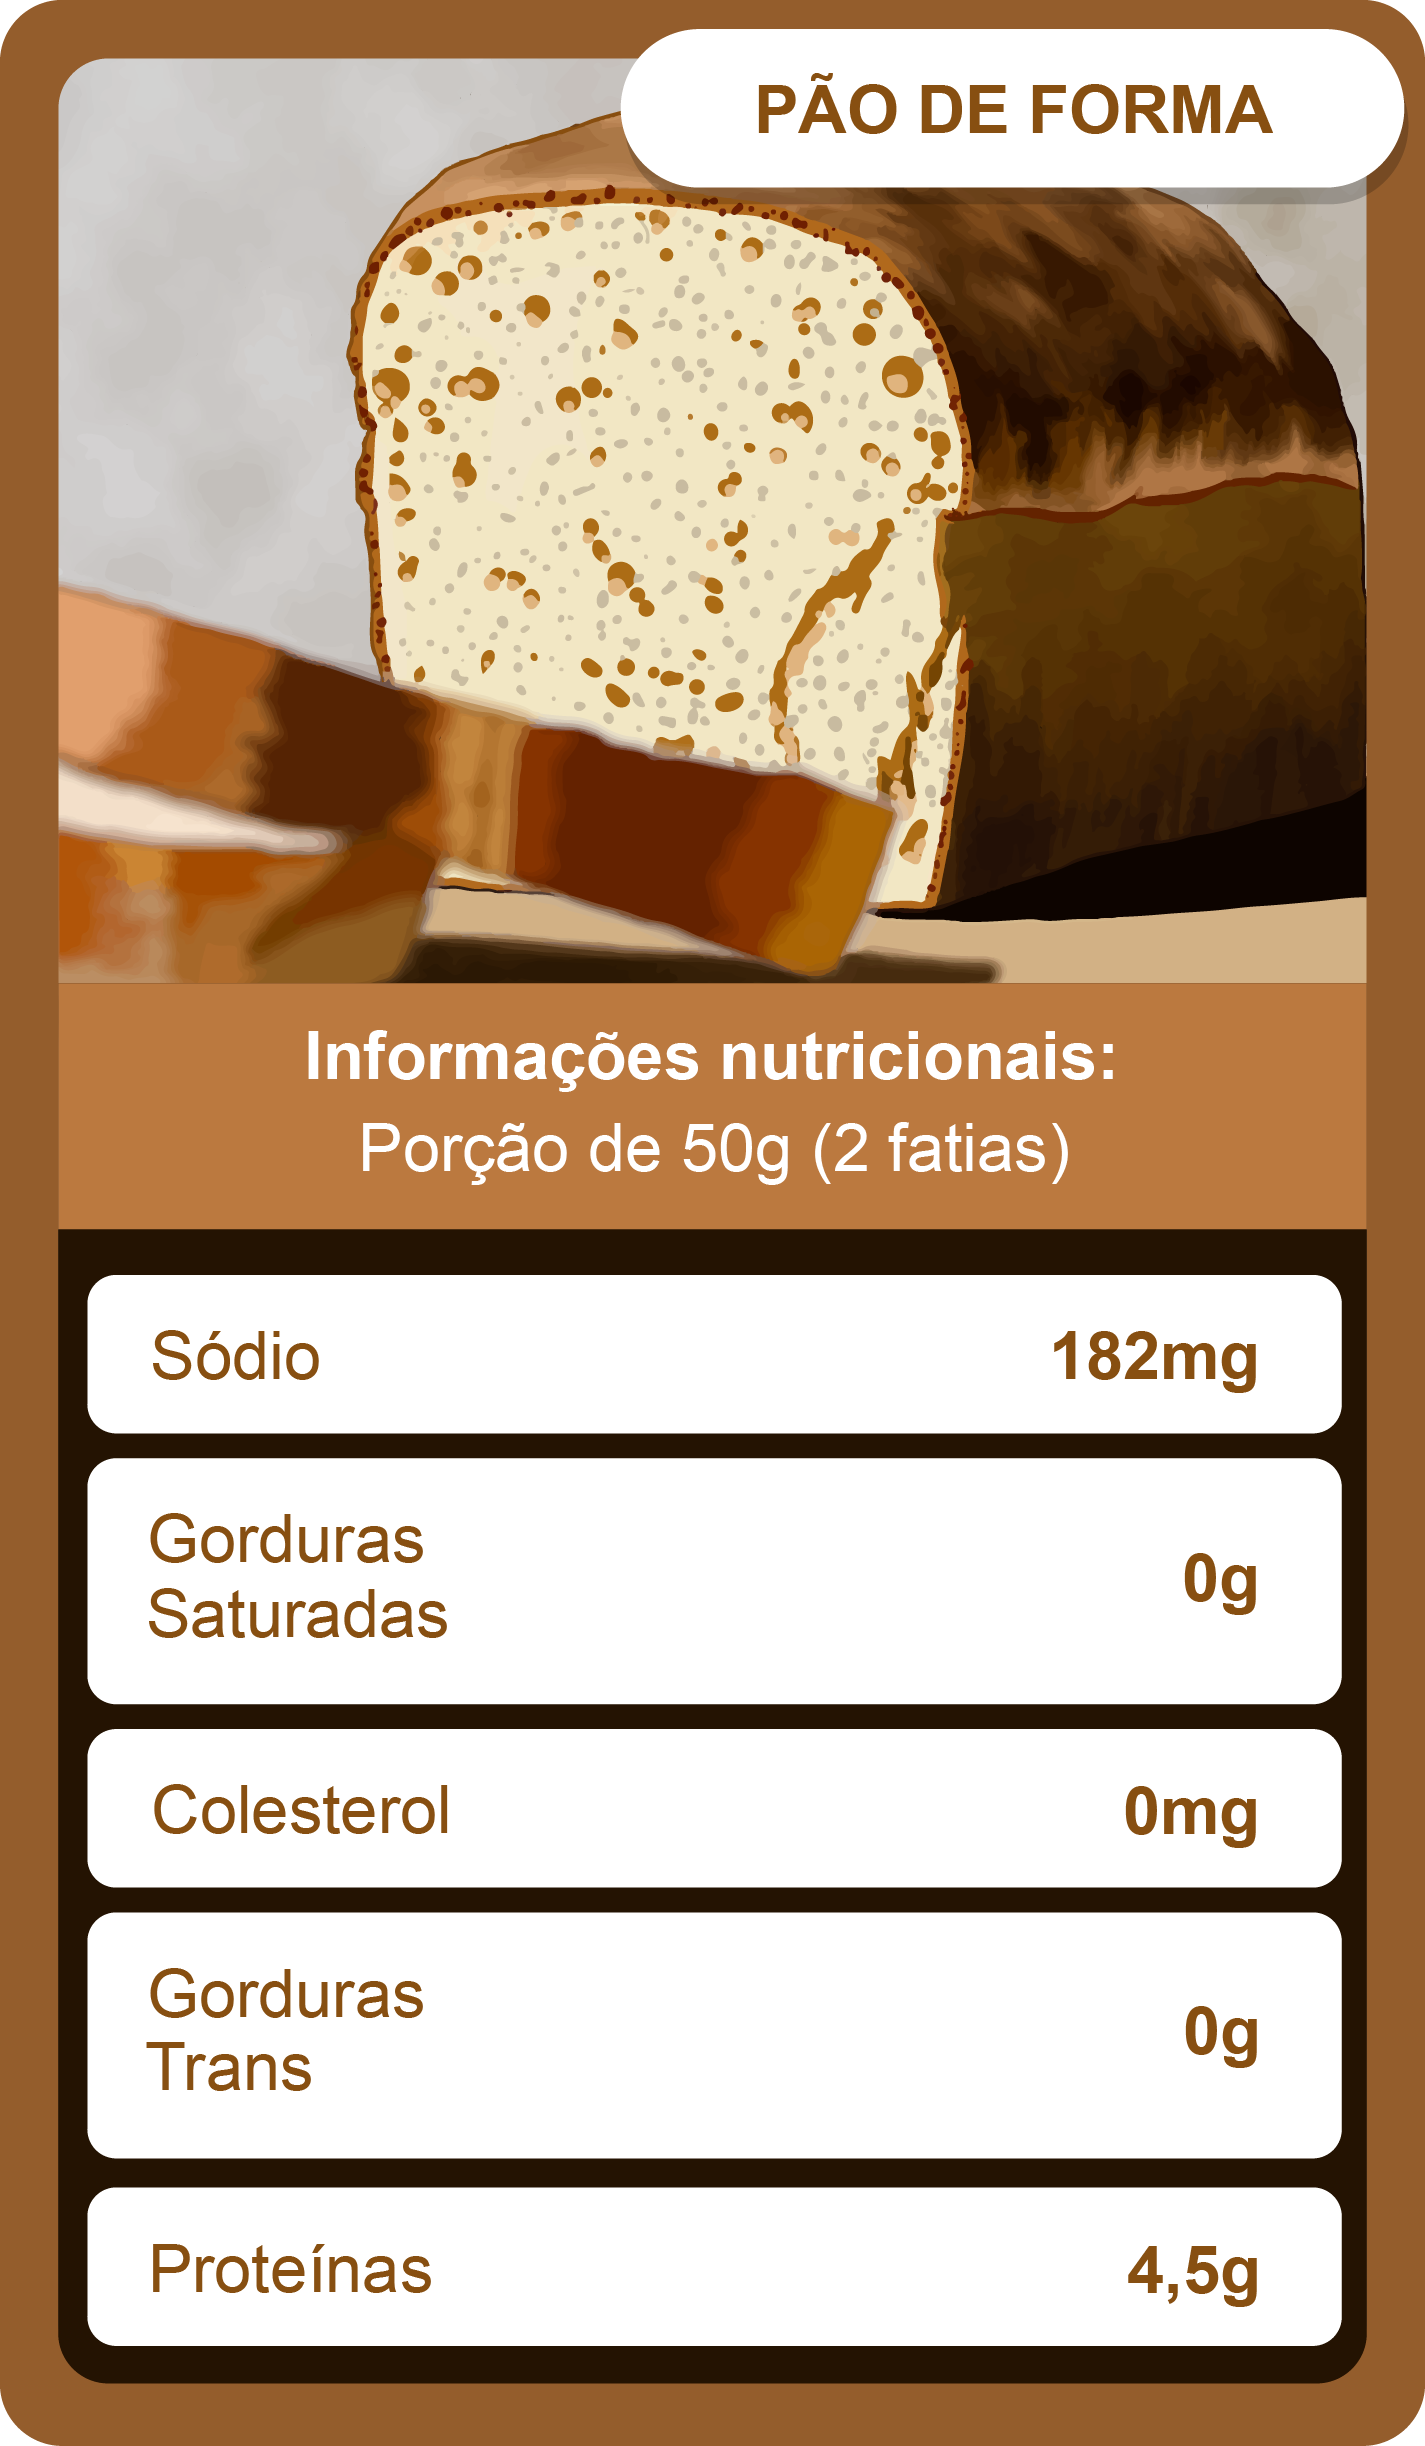 PÃO DE FORMA
Informações nutricionais:
Porção de 50g (2 fatias)
Sódio 182mg
Gorduras
Saturadas
0g
Colesterol 0mg
Gorduras
Trans
0g
Proteínas 4,5g